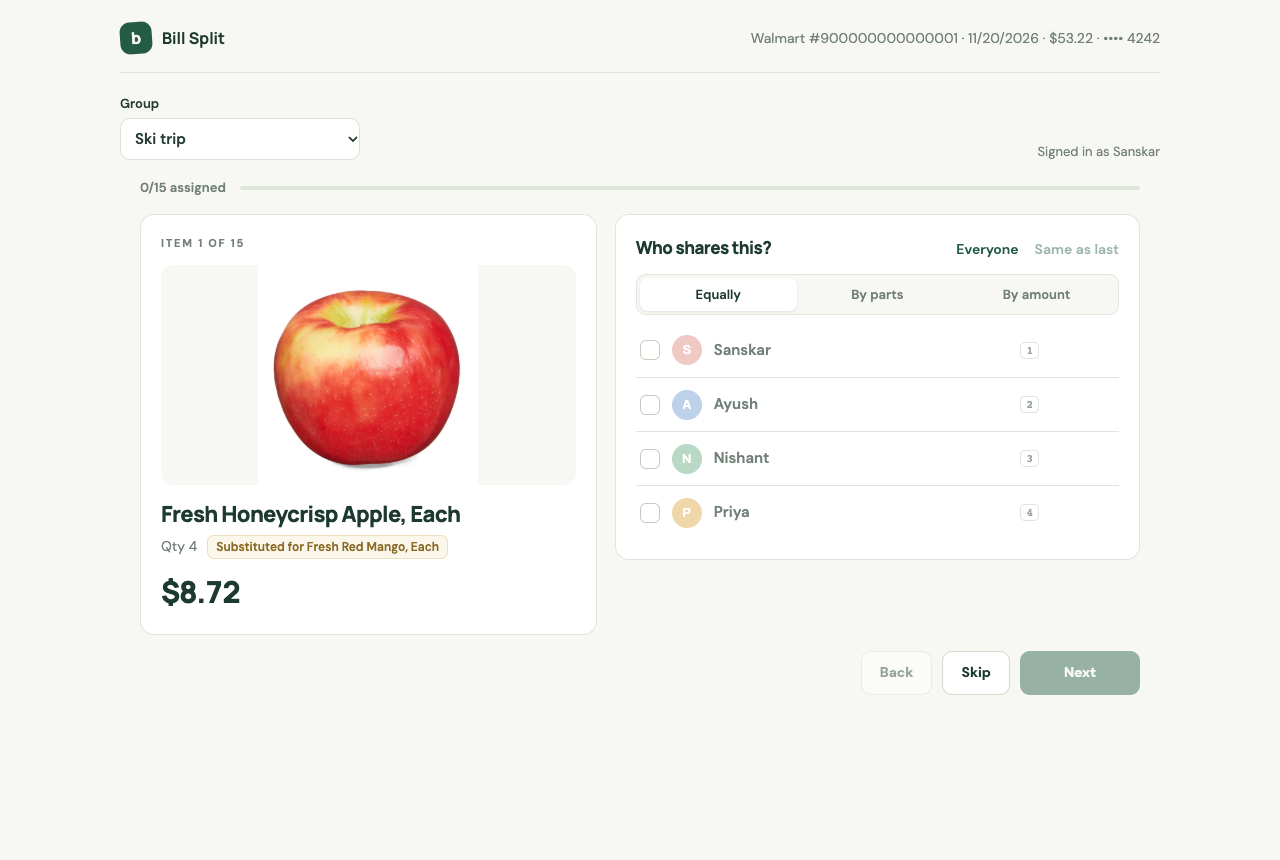 b Bill Split
Walmart #900000000000001 · 11/20/2026 · $53.22 · •••• 4242
Group
Ski trip
Signed in as Sanskar
0/15 assigned
ITEM 1 OF 15
Fresh Honeycrisp Apple, Each
Qty 4 Substituted for Fresh Red Mango, Each
$8.72
Who shares this? Everyone Same as last
Equally By parts By amount
S Sanskar 1
A Ayush 2
N Nishant 3
P Priya 4
Back Skip Next